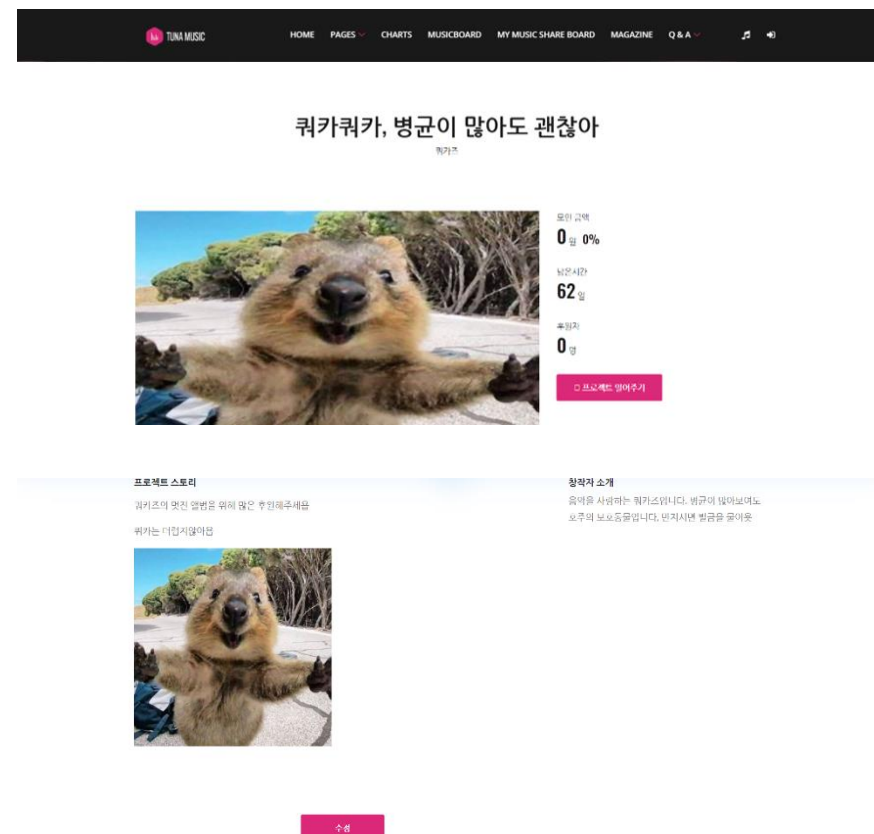 TUNA MUSIC
HOME PAGES CHARTS MUSICBOARD MY MUSIC SHARE BOARD MAGAZINE Q & A
쿼카쿼카, 병균이 많아도 괜찮아
쿼카즈
모인 금액
0 원 0%
남은시간
62 일
후원자
0 명
프로젝트 밀어주기
프로젝트 스토리
쿼카즈의 멋진 앨범을 위해 많은 후원해주세욤
쿼카는 더럽지않아욤
창작자 소개
음악을 사랑하는 쿼카즈입니다. 병균이 많아보여도
호주의 보호동물입니다, 만지시면 벌금을 물어욧
수정